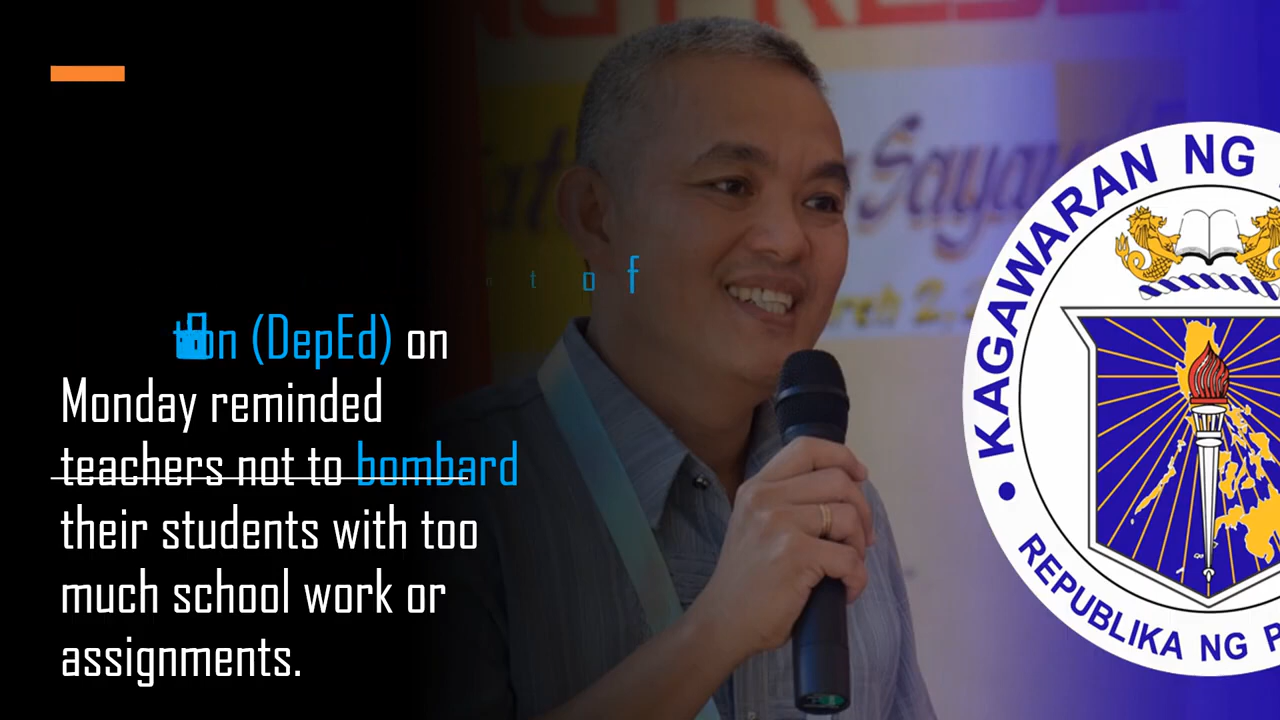 of
(DepEd) on
Monday reminded
teachers not to bombard
their students with too
much school work or
assignments.
KAGAWARAN NG
REPUBLIKA NG